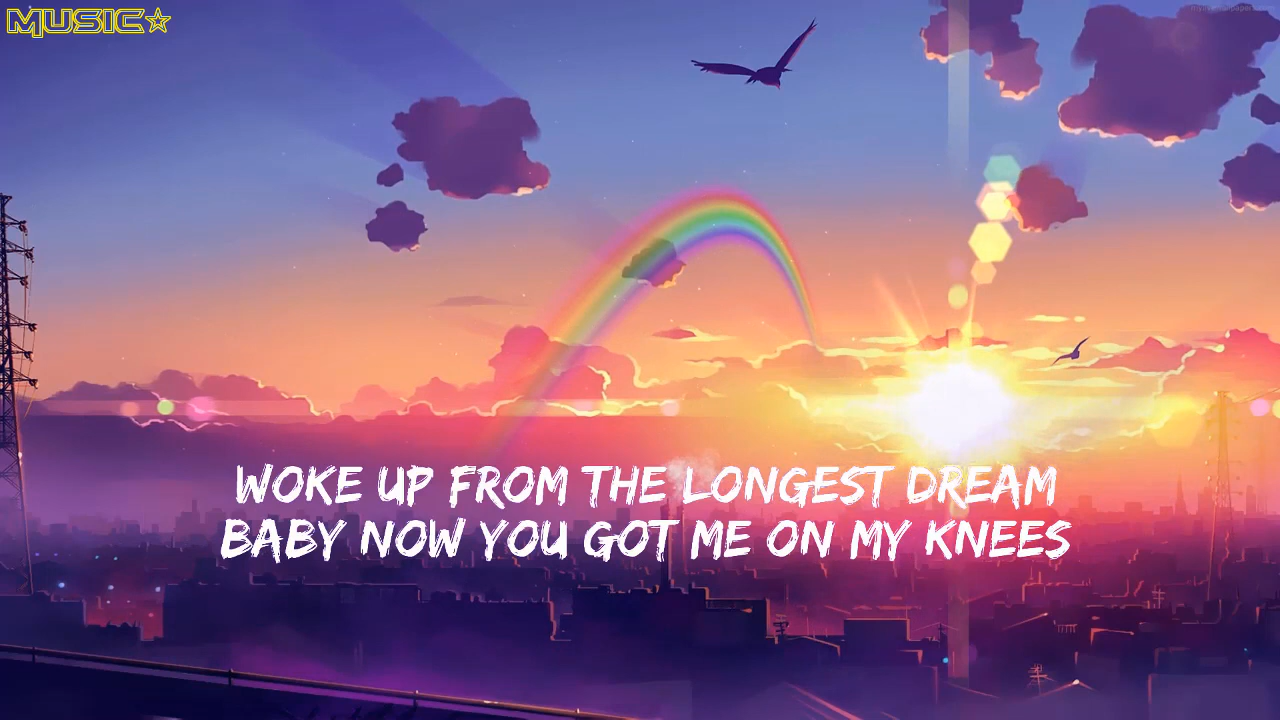 MUSIC☆
WOKE UP FROM THE LONGEST DREAM
BABY NOW YOU GOT ME ON MY KNEES